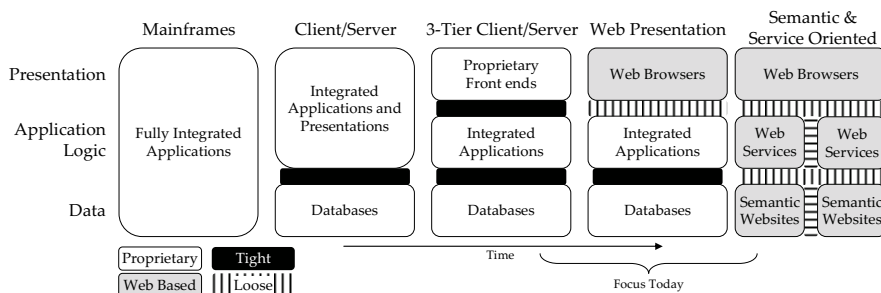 Mainframes
Client/Server
3-Tier Client/Server
Web Presentation
Semantic &
Service Oriented
Presentation
Application
Logic
Data
Fully Integrated
Applications
Integrated
Applications and
Presentations
Databases
Proprietary
Front ends
Integrated
Applications
Databases
Web Browsers
Integrated
Applications
Databases
Web Browsers
Web
Services
Web
Services
Semantic
Websites
Semantic
Websites
Time
Focus Today
Proprietary
Tight
Web Based
Loose